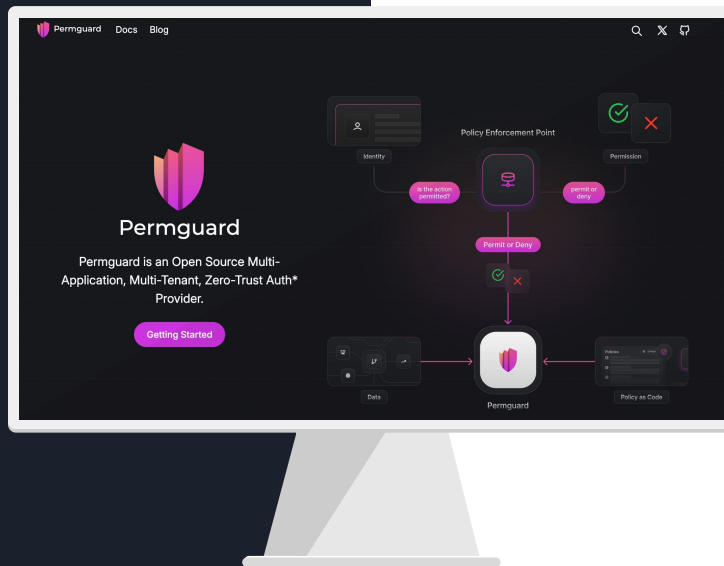 Permguard
Docs
Blog
Policy Enforcement Point
Identity
Permission
is the action
permitted?
permit or
deny
Permguard
Permit or Deny
Permguard is an Open Source Multi-
Application, Multi-Tenant, Zero-Trust Auth*
Provider.
Getting Started
Policies
Data
Policy as Code
Permguard